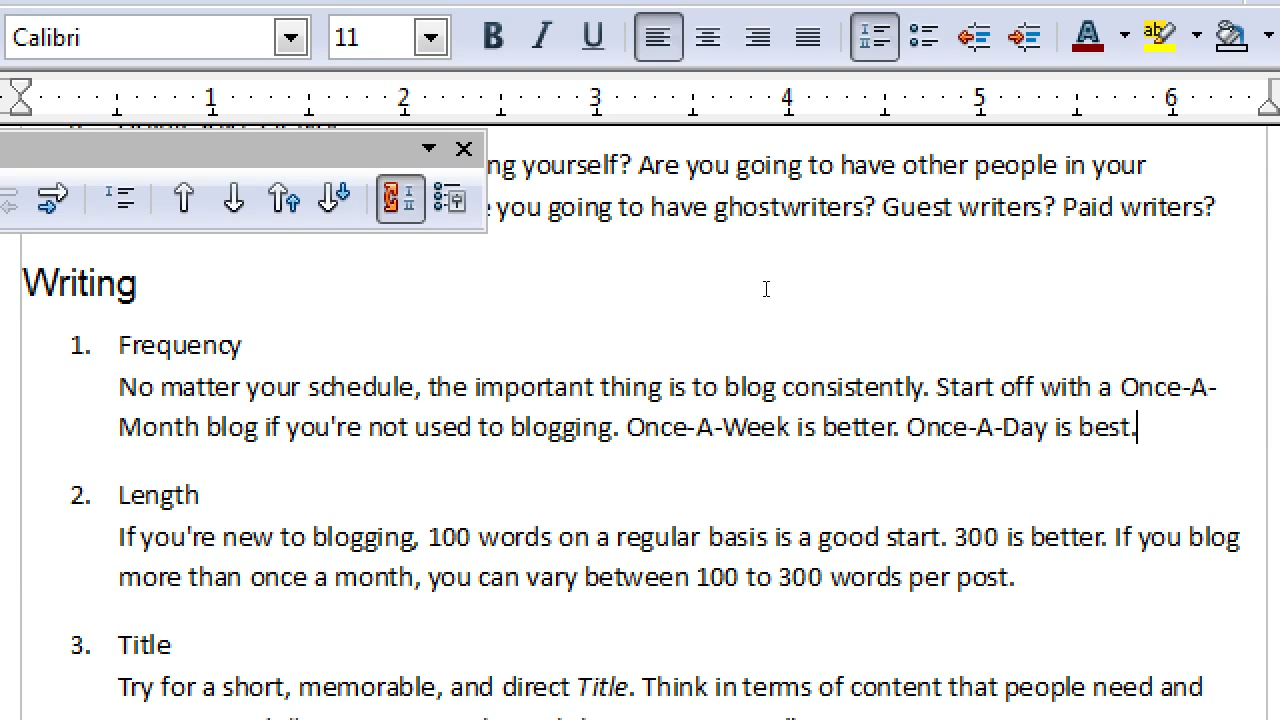 Calibri 11 B I U
1 2 3 4 5 6
ng yourself? Are you going to have other people in your
you going to have ghostwriters? Guest writers? Paid writers?
Writing
1. Frequency
No matter your schedule, the important thing is to blog consistently. Start off with a Once-A-
Month blog if you're not used to blogging. Once-A-Week is better. Once-A-Day is best.
2. Length
If you're new to blogging, 100 words on a regular basis is a good start. 300 is better. If you blog
more than once a month, you can vary between 100 to 300 words per post.
3. Title
Try for a short, memorable, and direct Title. Think in terms of content that people need and